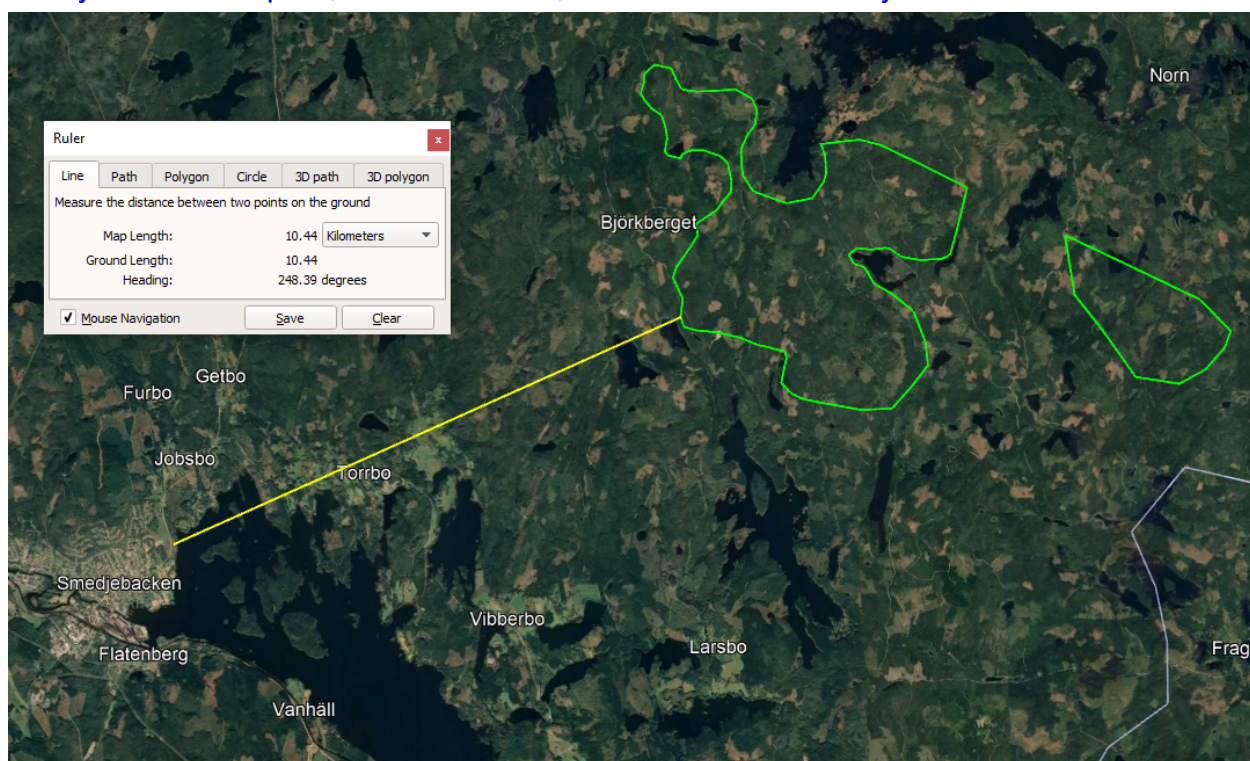 Norn
Ruler
x
Line Path Polygon Circle 3D path 3D polygon
Measure the distance between two points on the ground
Map Length: 10.44 Kilometers
Ground Length: 10.44
Heading: 248.39 degrees
Mouse Navigation Save Clear
Björkberget
Getbo
Furbo
Jobsbo
Torrbo
Smedjebacken
Vibberbo
Flatenberg
Larsbo
Frag
Vanhäll